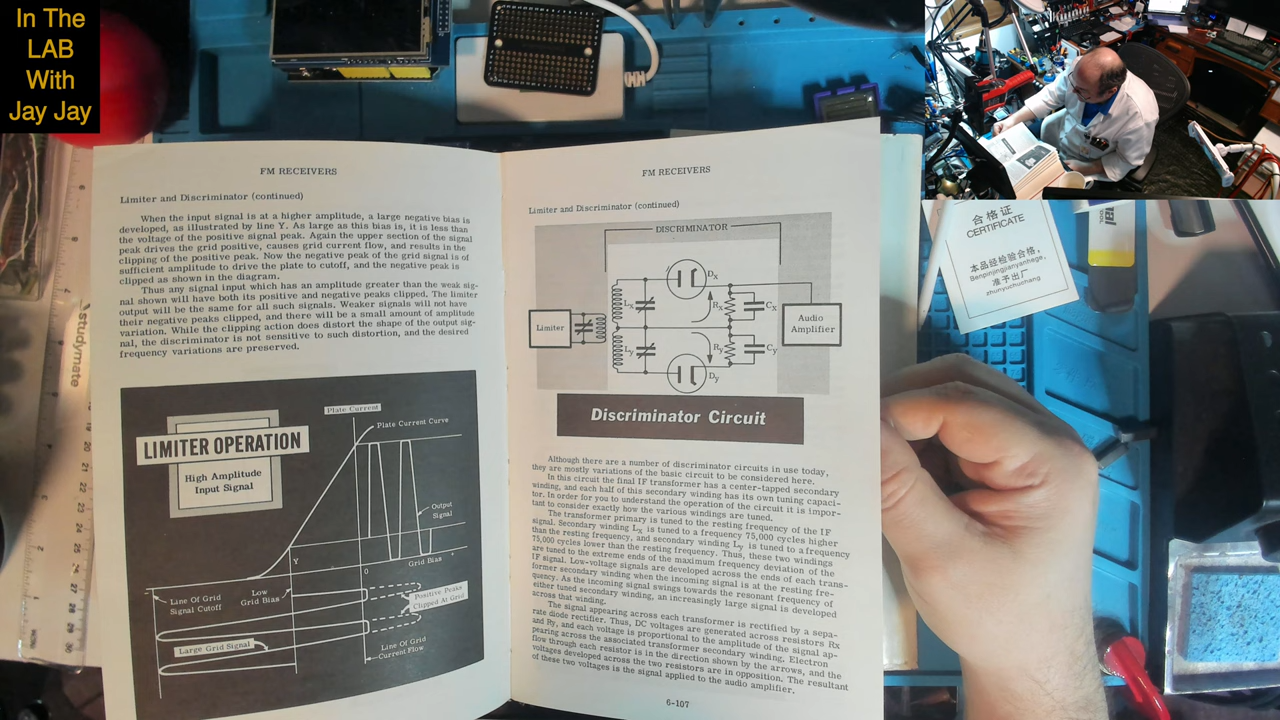 In The
LAB
With
Jay Jay
FM RECEIVERS
Limiter and Discriminator (continued)
When the input signal is at a higher amplitude, a large negative bias is
developed, as illustrated by line Y. As large as this bias is, it is less than
the voltage of the positive signal peak. Again the upper section of the signal
peak drives the grid positive, causes grid current flow, and results in the
clipping of the positive peak. Now the negative peak of the grid signal is of
sufficient amplitude to drive the plate to cutoff, and the negative peak is
clipped as shown in the diagram.
Thus any signal input which has an amplitude greater than the weak sig-
nal shown will have both its positive and negative peaks clipped. The limiter
output will be the same for all such signals. Weaker signals will not have
their negative peaks clipped, and there will be a small amount of amplitude
variation. While the clipping action does distort the shape of the output sig-
nal, the discriminator is not sensitive to such distortion, and the desired
frequency variations are preserved.
LIMITER OPERATION
High Amplitude
Input Signal
Plate Current
Plate Current Curve
Output
Signal
Y
0
Grid Bias
Line Of Grid
Signal Cutoff
Low
Grid Bias
Positive Peaks
Clipped At Grid
Large Grid Signal
Line Of Grid
Current Flow
FM RECEIVERS
Limiter and Discriminator (continued)
DISCRIMINATOR
Dx
Lx
Rx
Cx
Limiter
Audio
Amplifier
Ly
Ry
Cy
Dy
Discriminator Circuit
Although there are a number of discriminator circuits in use today,
they are mostly variations of the basic circuit to be considered here.
In this circuit the final IF transformer has a center-tapped secondary
winding, and each half of this secondary winding has its own tuning capaci-
tor. In order for you to understand the operation of the circuit it is impor-
tant to consider exactly how the various windings are tuned.
The transformer primary is tuned to the resting frequency of the IF
signal. Secondary winding Lx is tuned to a frequency 75,000 cycles higher
than the resting frequency, and secondary winding Ly is tuned to a frequency
75,000 cycles lower than the resting frequency. Thus, these two windings
are tuned to the extreme ends of the maximum frequency deviation of the
IF signal. Low-voltage signals are developed across the ends of each trans-
former secondary winding when the incoming signal is at the resting fre-
quency. As the incoming signal swings towards the resonant frequency of
either tuned secondary winding, an increasingly large signal is developed
across that winding.
The signal appearing across each transformer is rectified by a sepa-
rate diode rectifier. Thus, DC voltages are generated across resistors Rx
and Ry, and each voltage is proportional to the amplitude of the signal ap-
pearing across the associated transformer secondary winding. Electron
flow through each resistor is in the direction shown by the arrows, and the
voltages developed across the two resistors are in opposition. The resultant
of these two voltages is the signal applied to the audio amplifier.
6-107
合格证
CERTIFICATE
本品经检验合格,
Benpinjingjianyanhege,
准予出厂
zhunyuchuchang
Studymate